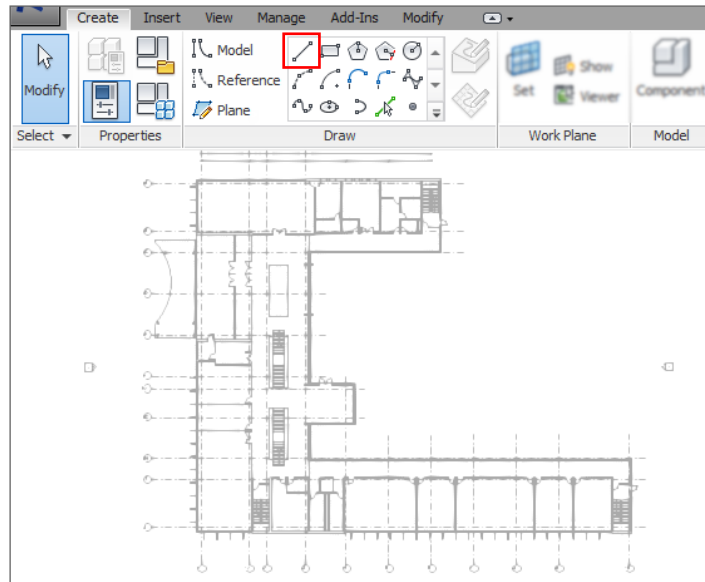 Create Insert View Manage Add-Ins Modify
Modify
Model
Reference
Plane
Set
Show
Viewer
Component
Select Properties Draw Work Plane Model